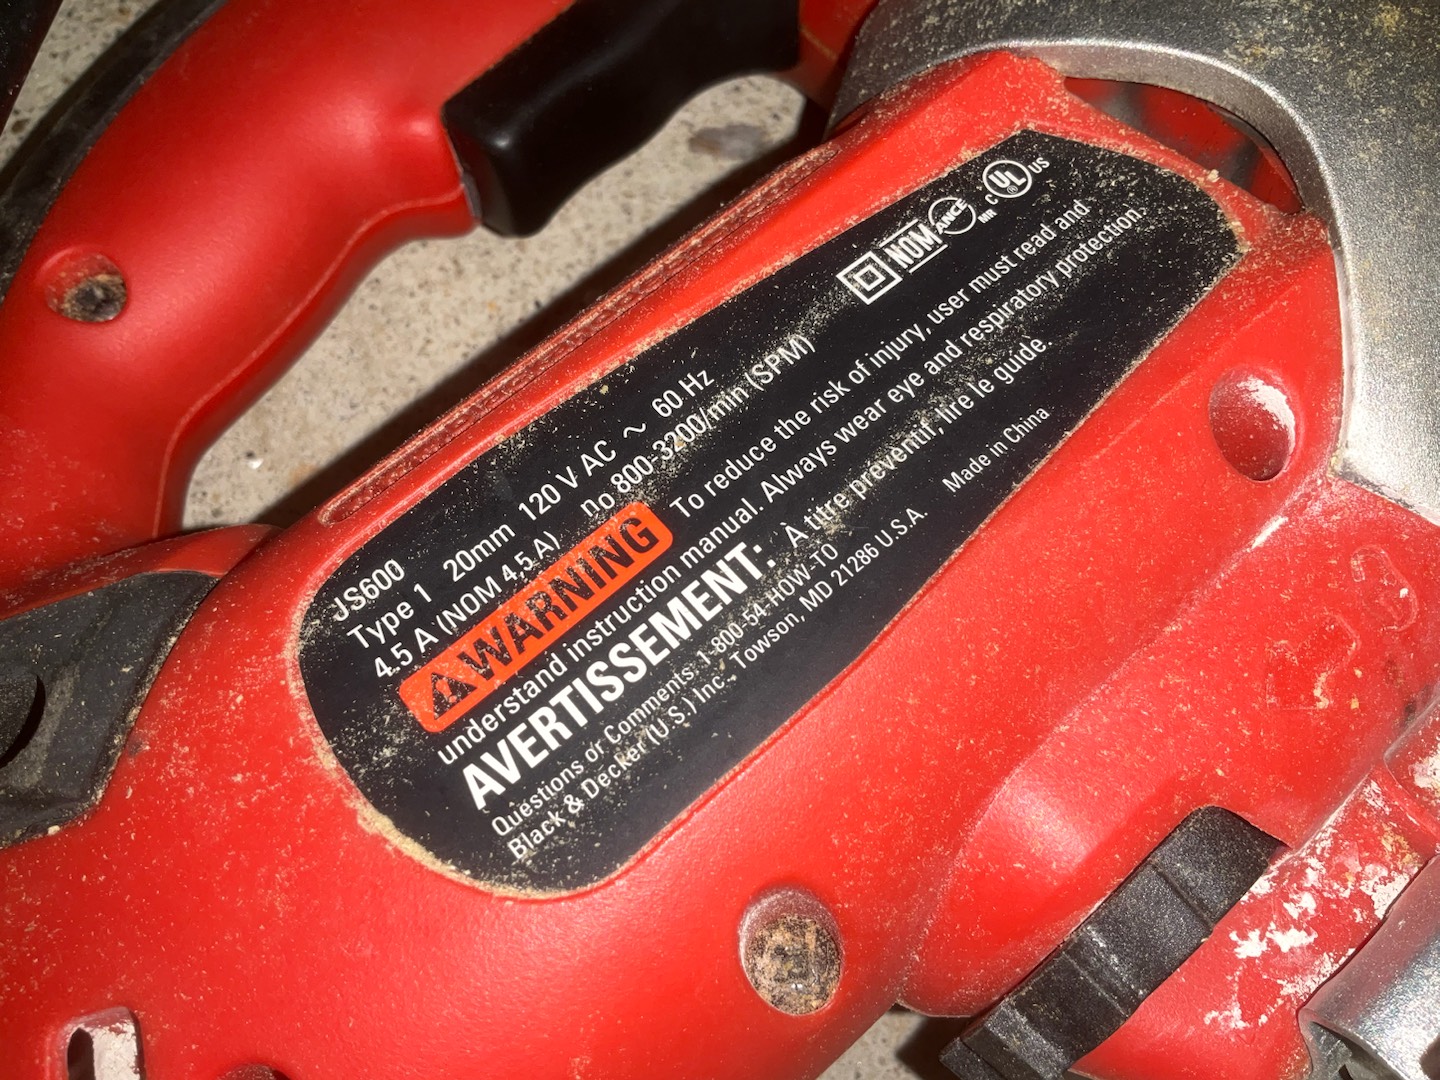 JS600
Type 1 20mm 120 V AC ~ 60 Hz
4.5 A (NOM 4,5 A) no 800-3200/min (SPM)
NOM ANCE MR C UL ® US
WARNING To reduce the risk of injury, user must read and
understand instruction manual. Always wear eye and respiratory protection.
AVERTISSEMENT: À titre préventif, lire le guide.
Questions or Comments: 1-800-54-HOW-TO
Black & Decker (U.S.) Inc., Towson, MD 21286 U.S.A.
Made in China